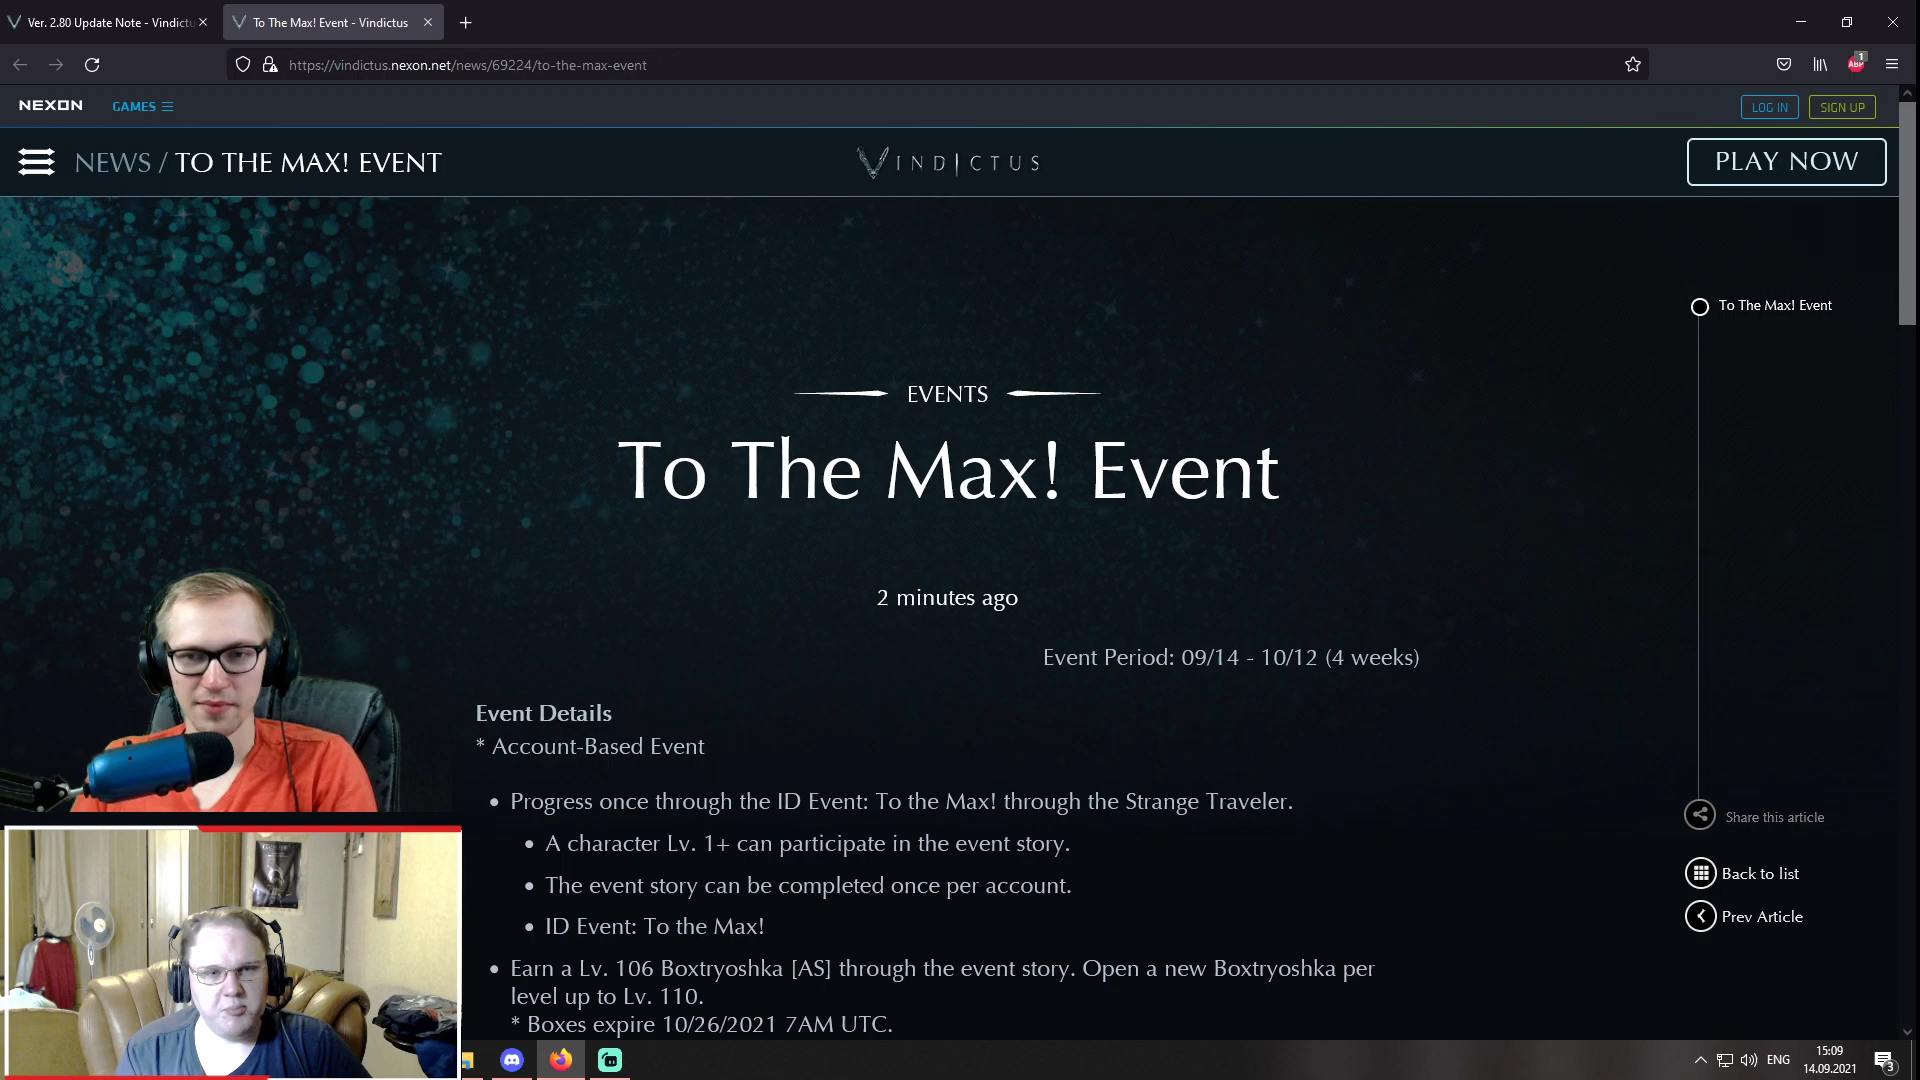 Ver. 2.80 Update Note - Vindictu
To The Max! Event - Vindictus
https://vindictus.nexon.net/news/69224/to-the-max-event
ABP
1
NEXON
GAMES
LOG IN
SIGN UP
NEWS / TO THE MAX! EVENT
VINDICTUS
PLAY NOW
To The Max! Event
EVENTS
To The Max! Event
2 minutes ago
Event Period: 09/14 - 10/12 (4 weeks)
Event Details
* Account-Based Event
• Progress once through the ID Event: To the Max! through the Strange Traveler.
• A character Lv. 1+ can participate in the event story.
• The event story can be completed once per account.
• ID Event: To the Max!
• Earn a Lv. 106 Boxtryoshka [AS] through the event story. Open a new Boxtryoshka per
level up to Lv. 110.
* Boxes expire 10/26/2021 7AM UTC.
Share this article
Back to list
Prev Article
ENG
15:09
14.09.2021
3